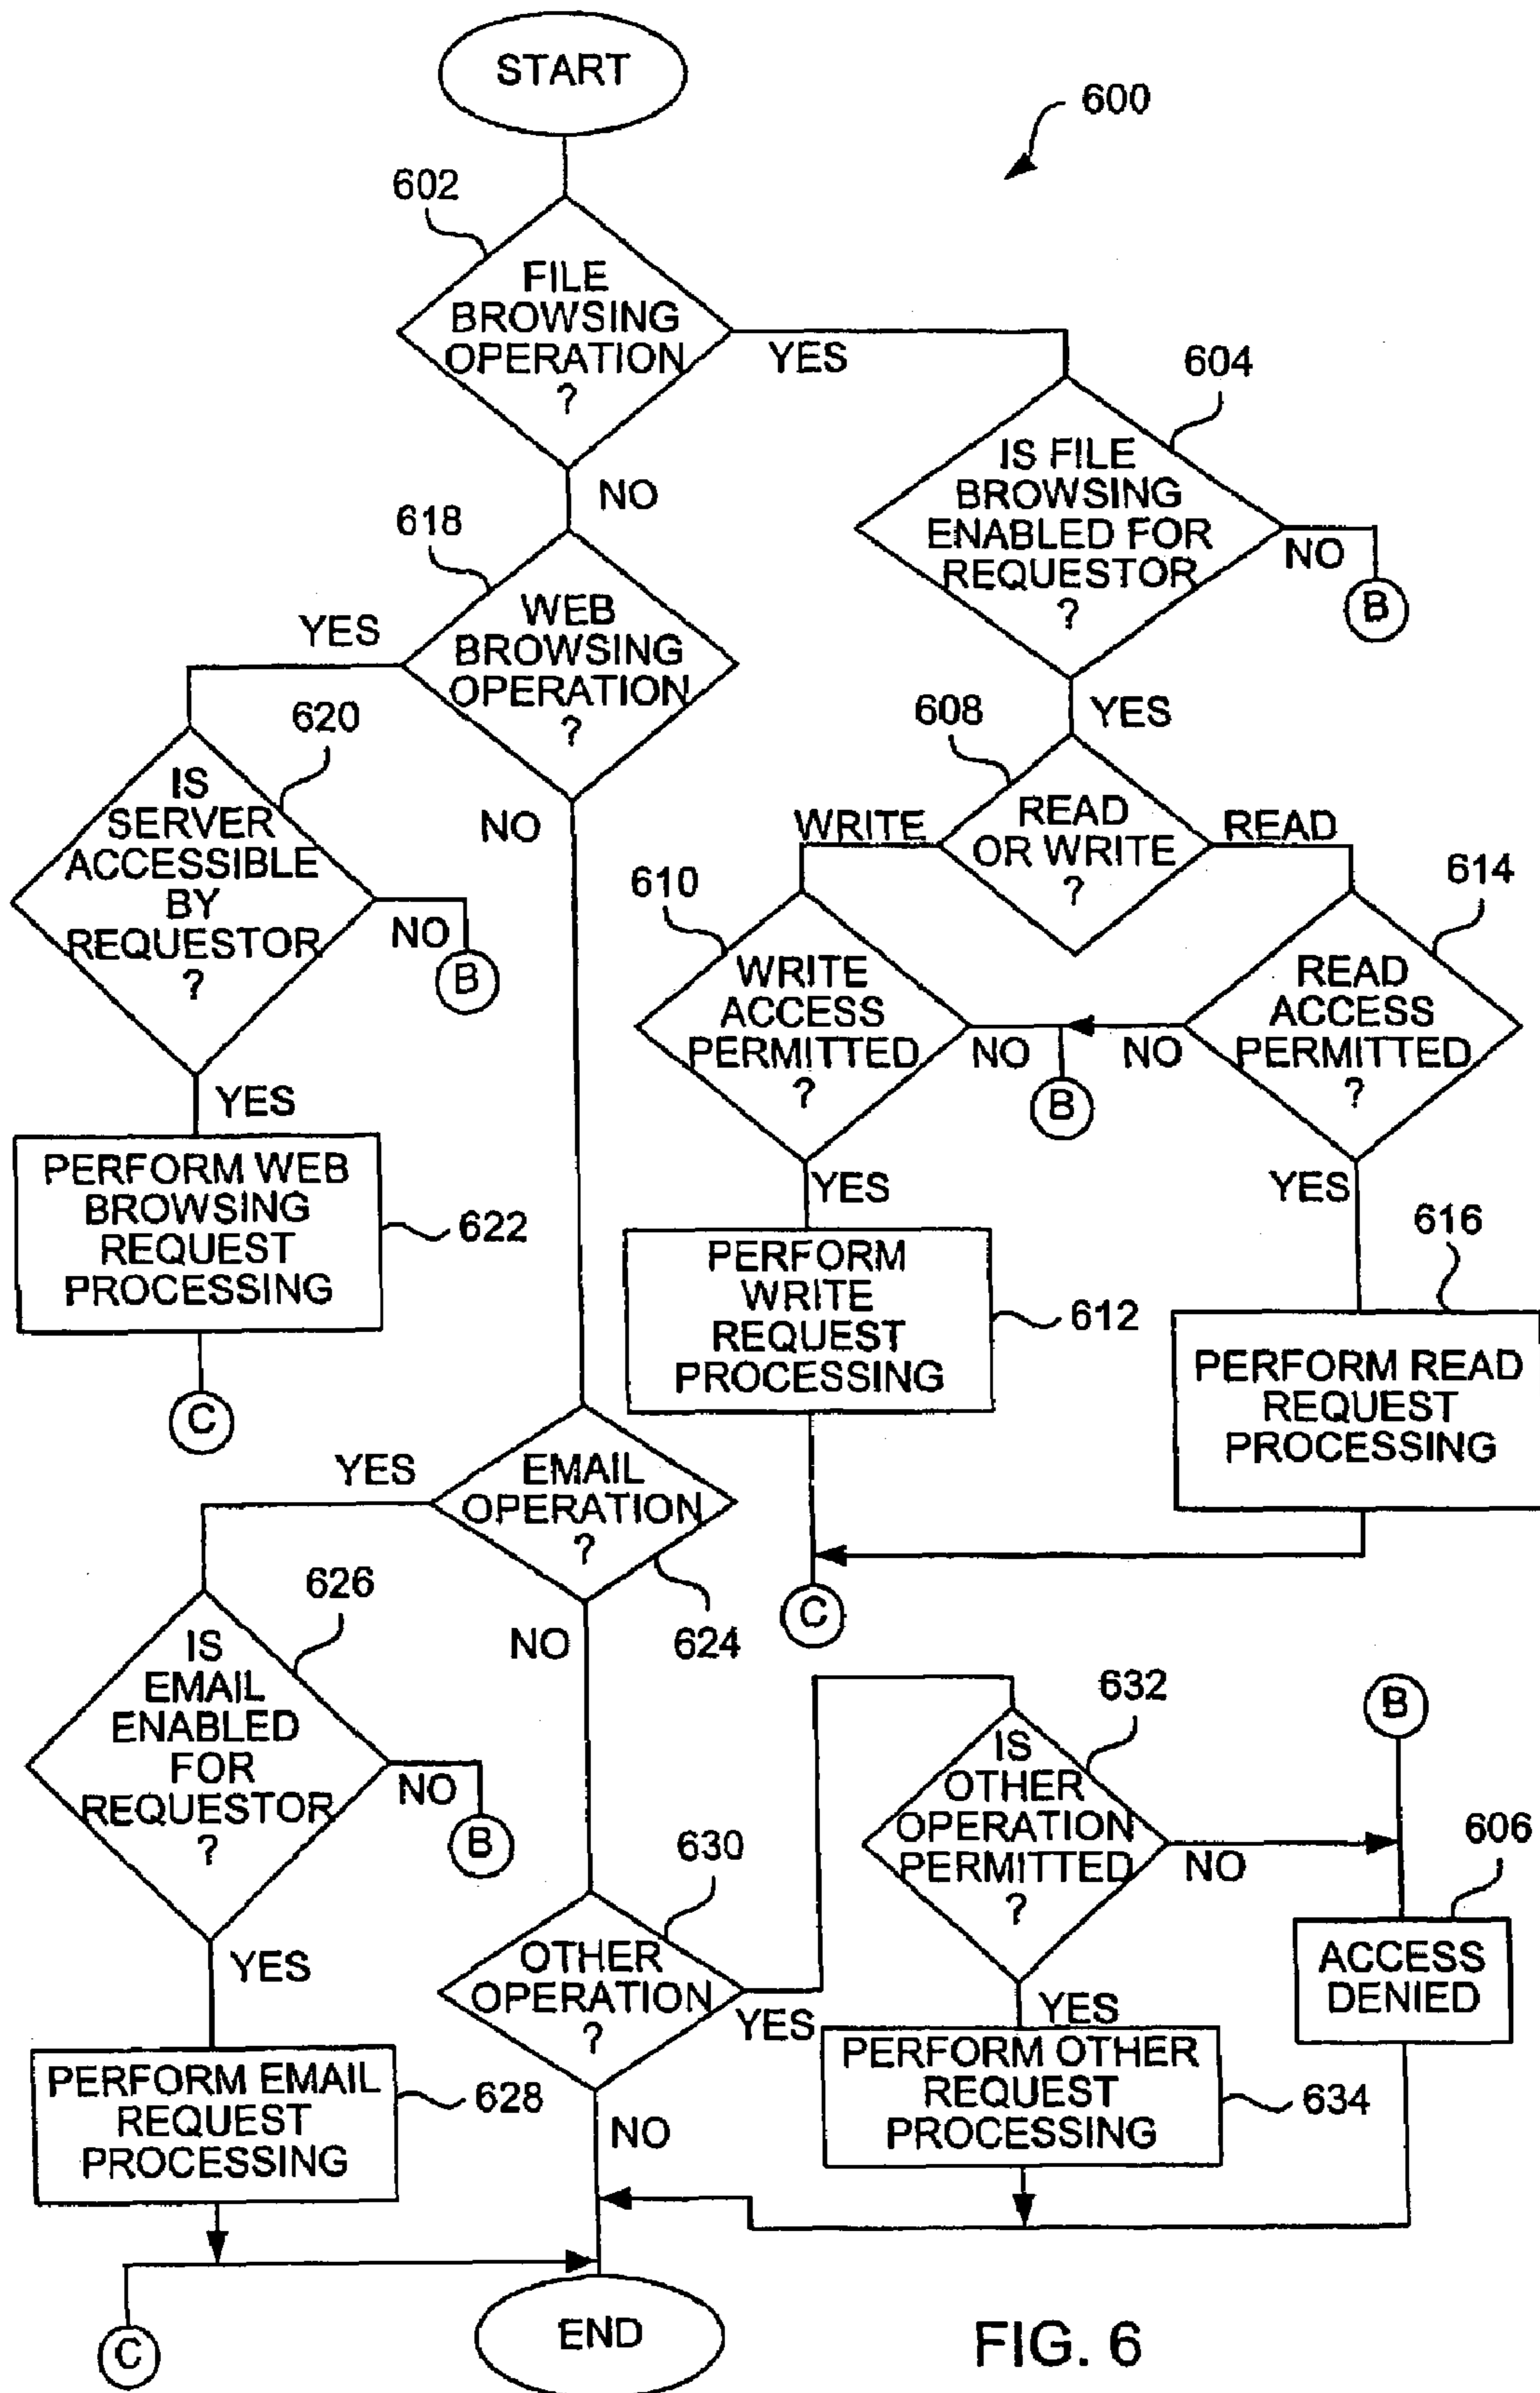 START
600
602
FILE
BROWSING
OPERATION
?
YES
NO
604
IS FILE
BROWSING
ENABLED FOR
REQUESTOR
?
NO
B
YES
618
WEB
BROWSING
OPERATION
?
YES
NO
608
READ
OR WRITE
?
WRITE
READ
620
IS
SERVER
ACCESSIBLE
BY
REQUESTOR
?
NO
B
YES
610
WRITE
ACCESS
PERMITTED
?
NO
B
NO
614
READ
ACCESS
PERMITTED
?
YES
YES
PERFORM WEB
BROWSING
REQUEST
PROCESSING
622
C
PERFORM
WRITE
REQUEST
PROCESSING
612
616
PERFORM READ
REQUEST
PROCESSING
C
EMAIL
OPERATION
?
624
YES
NO
626
IS
EMAIL
ENABLED
FOR
REQUESTOR
?
NO
B
YES
632
IS
OTHER
OPERATION
PERMITTED
?
NO
B
606
ACCESS
DENIED
630
OTHER
OPERATION
?
YES
NO
YES
PERFORM OTHER
REQUEST
PROCESSING
634
PERFORM EMAIL
REQUEST
PROCESSING
628
C
END
FIG. 6